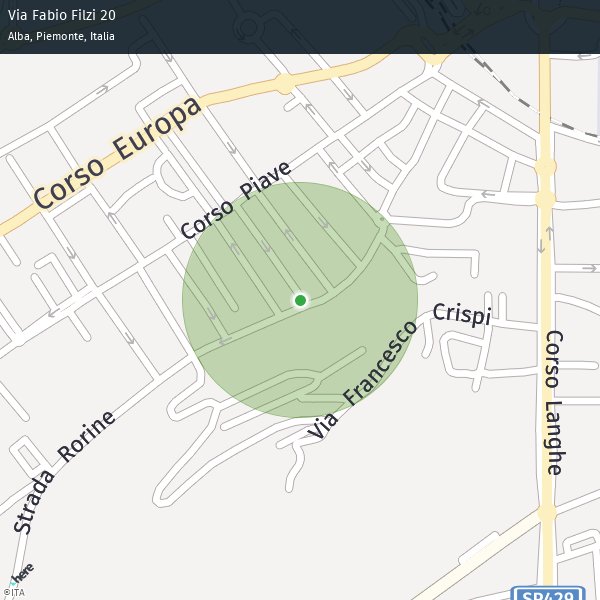 Via Fabio Filzi 20
Alba, Piemonte, Italia
Corso Europa
Corso Piave
Via Francesco Crispi
Corso Langhe
Strada Rorine
here
©ITA
SP429